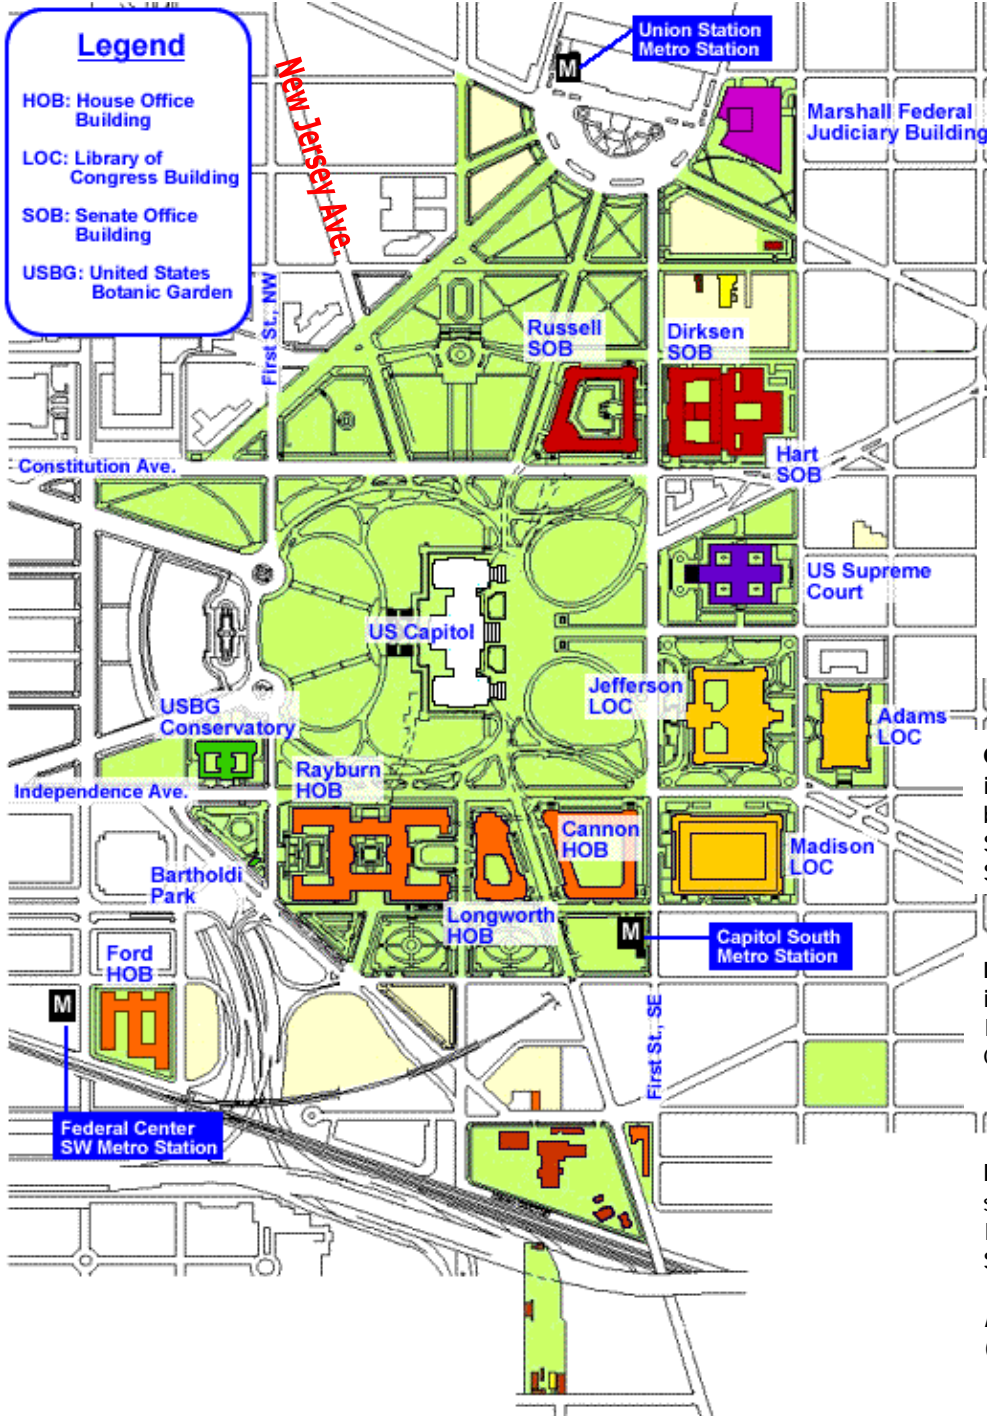 Legend
HOB: House Office
Building
LOC: Library of
Congress Building
SOB: Senate Office
Building
USBG: United States
Botanic Garden
New Jersey Ave.
Union Station
Metro Station
M
Marshall Federal
Judiciary Building
First St., NW
Russell
SOB
Dirksen
SOB
Hart
SOB
Constitution Ave.
US Supreme
Court
US Capitol
Jefferson
LOC
Adams
LOC
USBG
Conservatory
Independence Ave.
Rayburn
HOB
Cannon
HOB
Madison
LOC
Bartholdi
Park
Longworth
HOB
M
Capitol South
Metro Station
Ford
HOB
M
First St., SE
Federal Center
SW Metro Station